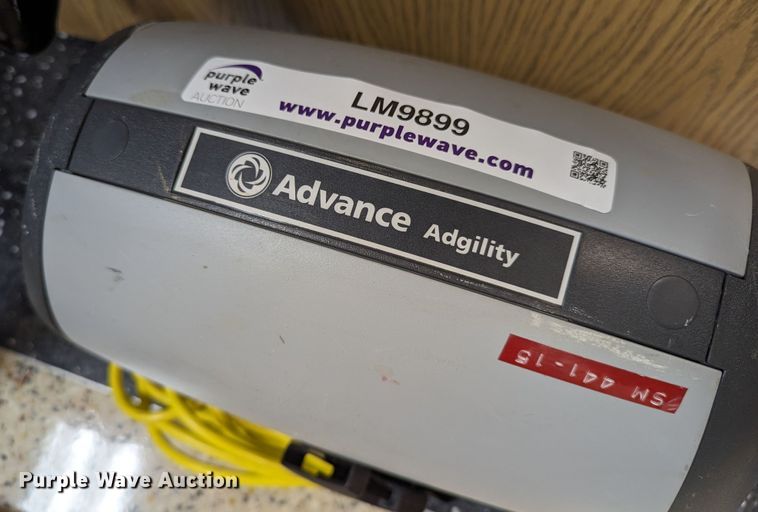 purple
wave
AUCTION
LM9899
www.purplewave.com
Advance Adgility
SM 441-15
Purple Wave Auction